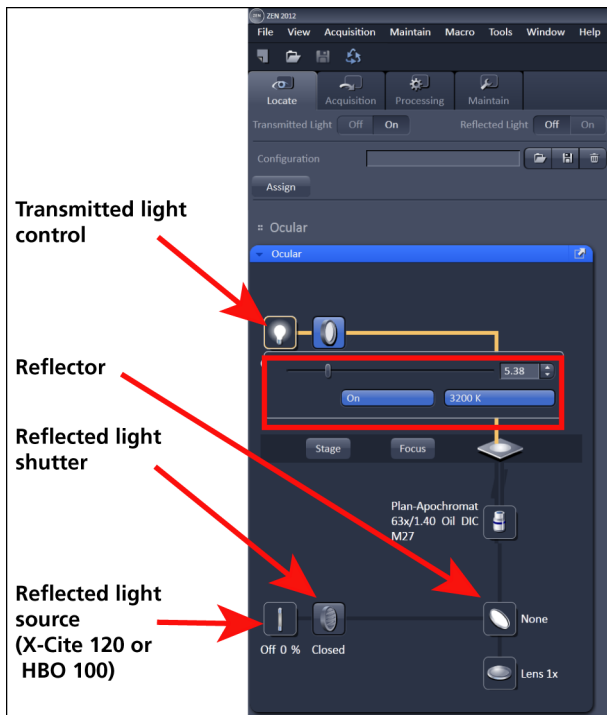 ZEN 2012
File View Acquisition Maintain Macro Tools Window Help
Locate Acquisition Processing Maintain
Transmitted Light Off On Reflected Light Off On
Configuration
Assign
Transmitted light
control
Ocular
Ocular
5.38
Reflector
On 3200 K
Reflected light
shutter
Stage Focus
Plan-Apochromat
63x/1.40 Oil DIC
M27
Reflected light
source
(X-Cite 120 or
HBO 100)
None
Off 0 % Closed
Lens 1x